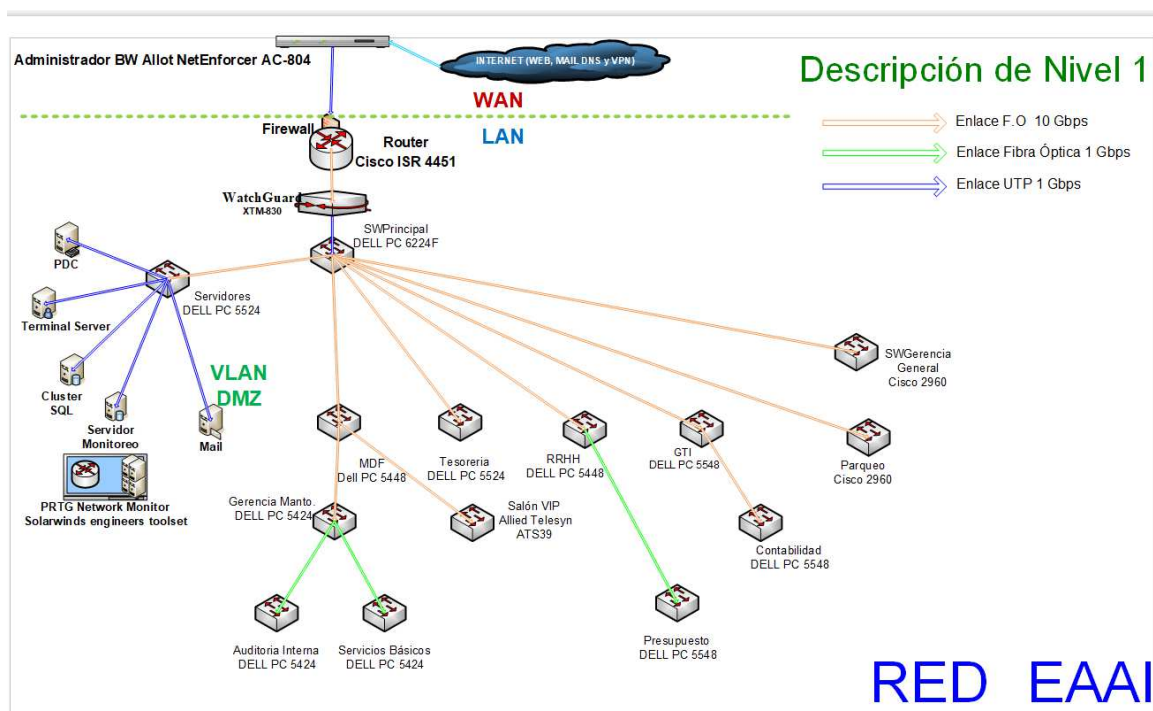 Administrador BW Allot NetEnforcer AC-804
INTERNET (WEB, MAIL DNS y VPN)
Descripción de Nivel 1
WAN
LAN
Enlace F.O 10 Gbps
Enlace Fibra Óptica 1 Gbps
Enlace UTP 1 Gbps
Firewall
Router
Cisco ISR 4451
WatchGuard
XTM-830
SWPrincipal
DELL PC 6224F
PDC
Servidores
DELL PC 5524
Terminal Server
Cluster
SQL
VLAN
DMZ
Servidor
Monitoreo
Mail
PRTG Network Monitor
Solarwinds engineers toolset
SWGerencia
General
Cisco 2960
MDF
Dell PC 5448
Tesoreria
DELL PC 5524
RRHH
DELL PC 5448
GTI
DELL PC 5548
Parqueo
Cisco 2960
Gerencia Manto.
DELL PC 5424
Salón VIP
Allied Telesyn
ATS39
Contabilidad
DELL PC 5548
Auditoria Interna
DELL PC 5424
Servicios Básicos
DELL PC 5424
Presupuesto
DELL PC 5548
RED EAAI